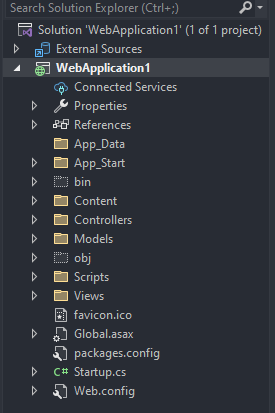 Search Solution Explorer (Ctrl+;)
Solution 'WebApplication1' (1 of 1 project)
External Sources
WebApplication1
Connected Services
Properties
References
App_Data
App_Start
bin
Content
Controllers
Models
obj
Scripts
Views
favicon.ico
Global.asax
packages.config
C# Startup.cs
Web.config